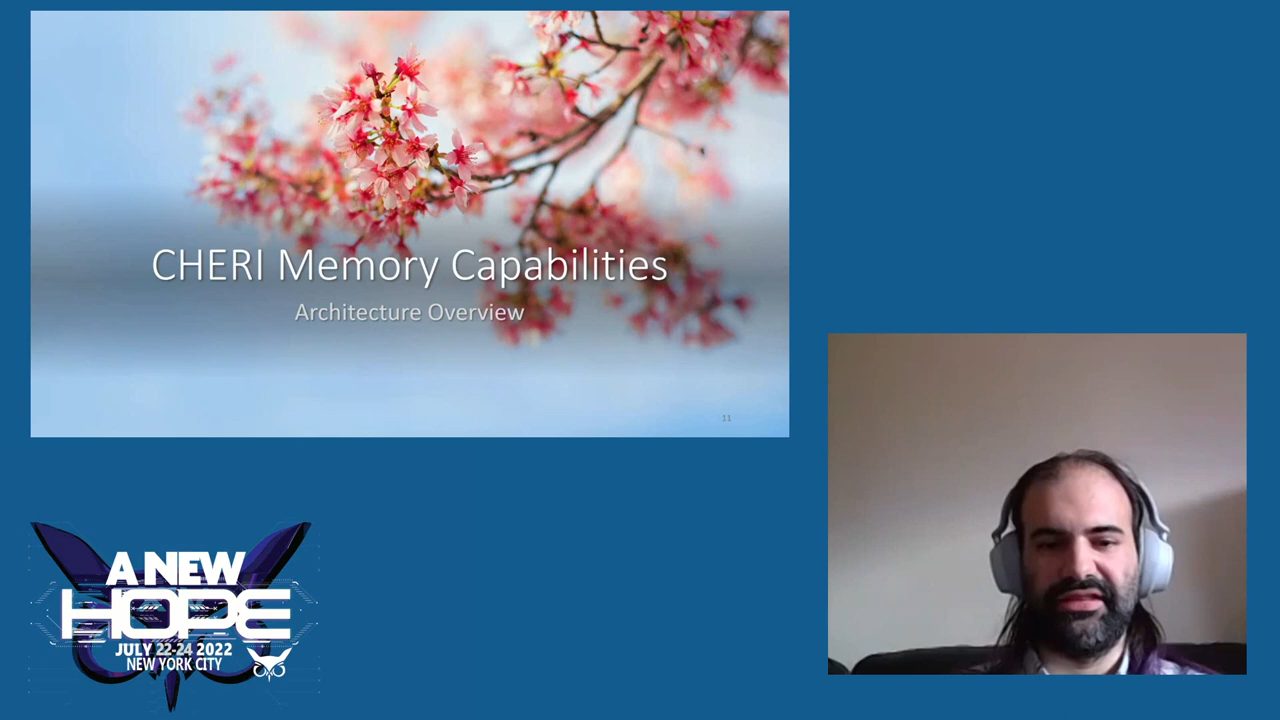 CHERI Memory Capabilities
Architecture Overview
11
A NEW
HOPE
JULY 22-24 2022
NEW YORK CITY